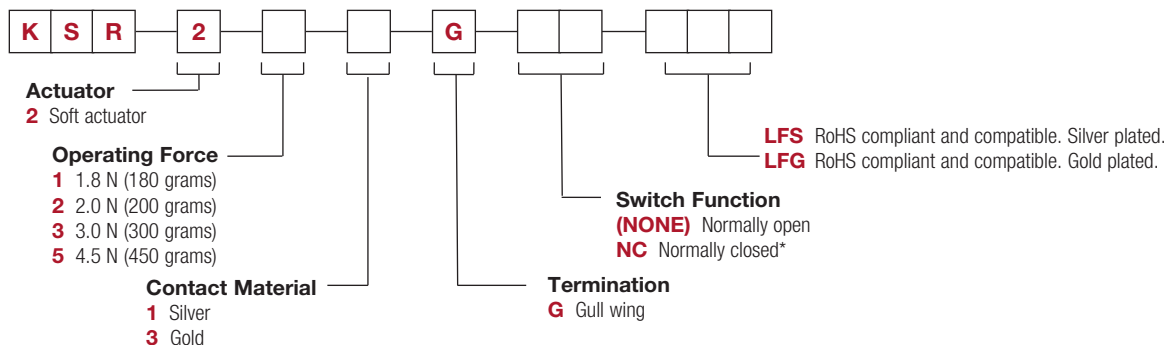 K S R 2 G
Actuator
2 Soft actuator
Operating Force
1 1.8 N (180 grams)
2 2.0 N (200 grams)
3 3.0 N (300 grams)
5 4.5 N (450 grams)
Contact Material
1 Silver
3 Gold
Termination
G Gull wing
Switch Function
(NONE) Normally open
NC Normally closed*
LFS RoHS compliant and compatible. Silver plated.
LFG RoHS compliant and compatible. Gold plated.